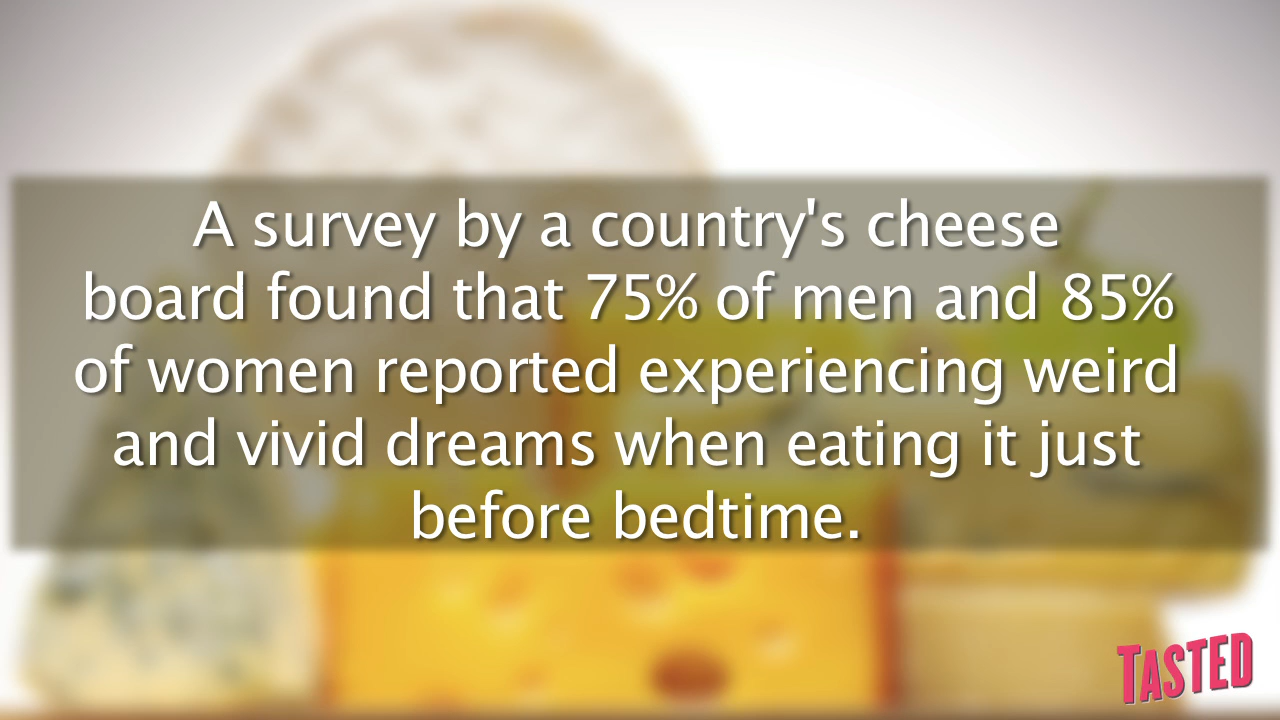 A survey by a country's cheese
board found that 75% of men and 85%
of women reported experiencing weird
and vivid dreams when eating it just
before bedtime.
TASTED